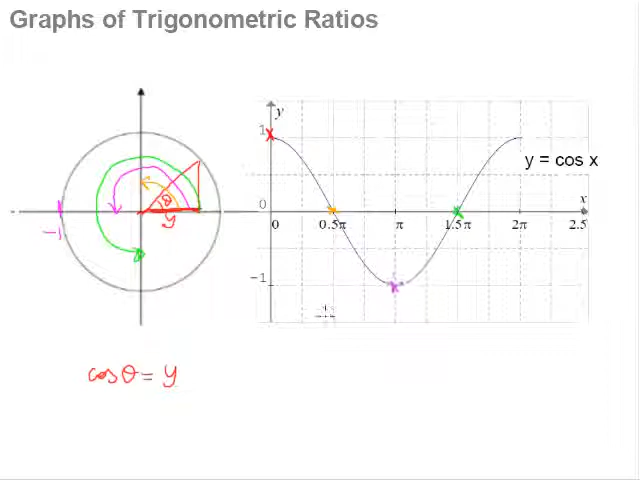 Graphs of Trigonometric Ratios
y
1
y = cos x
0
x
θ
y
-1
0 0.5π π 1.5π 2π 2.5
-1
cos θ = y